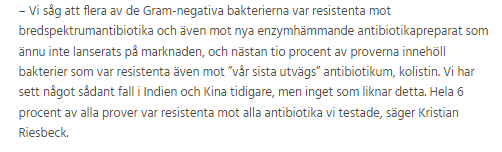 – Vi såg att flera av de Gram-negativa bakterierna var resistenta mot
bredspektrumantibiotika och även mot nya enzymhämmande antibiotikapreparat som
ännu inte lanserats på marknaden, och nästan tio procent av proverna innehöll
bakterier som var resistenta även mot ”vår sista utvägs” antibiotikum, kolistin. Vi har
sett något sådant fall i Indien och Kina tidigare, men inget som liknar detta. Hela 6
procent av alla prover var resistenta mot alla antibiotika vi testade, säger Kristian
Riesbeck.